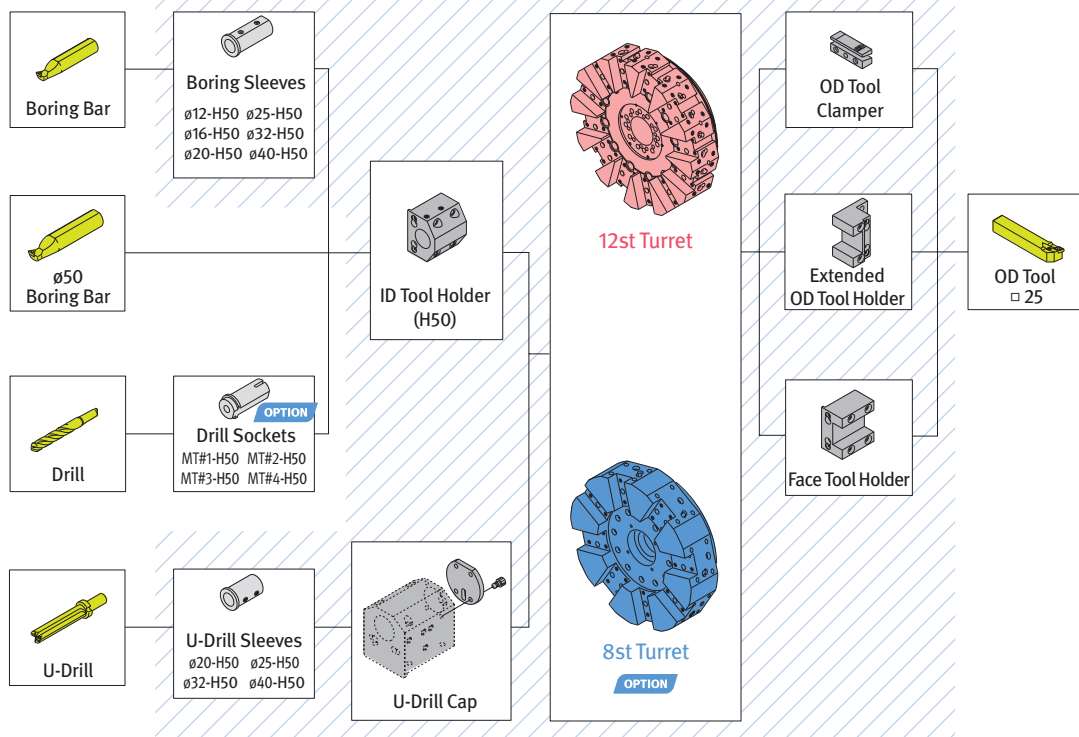 Boring Bar
Boring Sleeves
ø12-H50 ø25-H50
ø16-H50 ø32-H50
ø20-H50 ø40-H50
ø50
Boring Bar
ID Tool Holder
(H50)
Drill
OPTION
Drill Sockets
MT#1-H50 MT#2-H50
MT#3-H50 MT#4-H50
U-Drill
U-Drill Sleeves
ø20-H50 ø25-H50
ø32-H50 ø40-H50
U-Drill Cap
12st Turret
8st Turret
OPTION
OD Tool
Clamper
Extended
OD Tool Holder
Face Tool Holder
OD Tool
□ 25